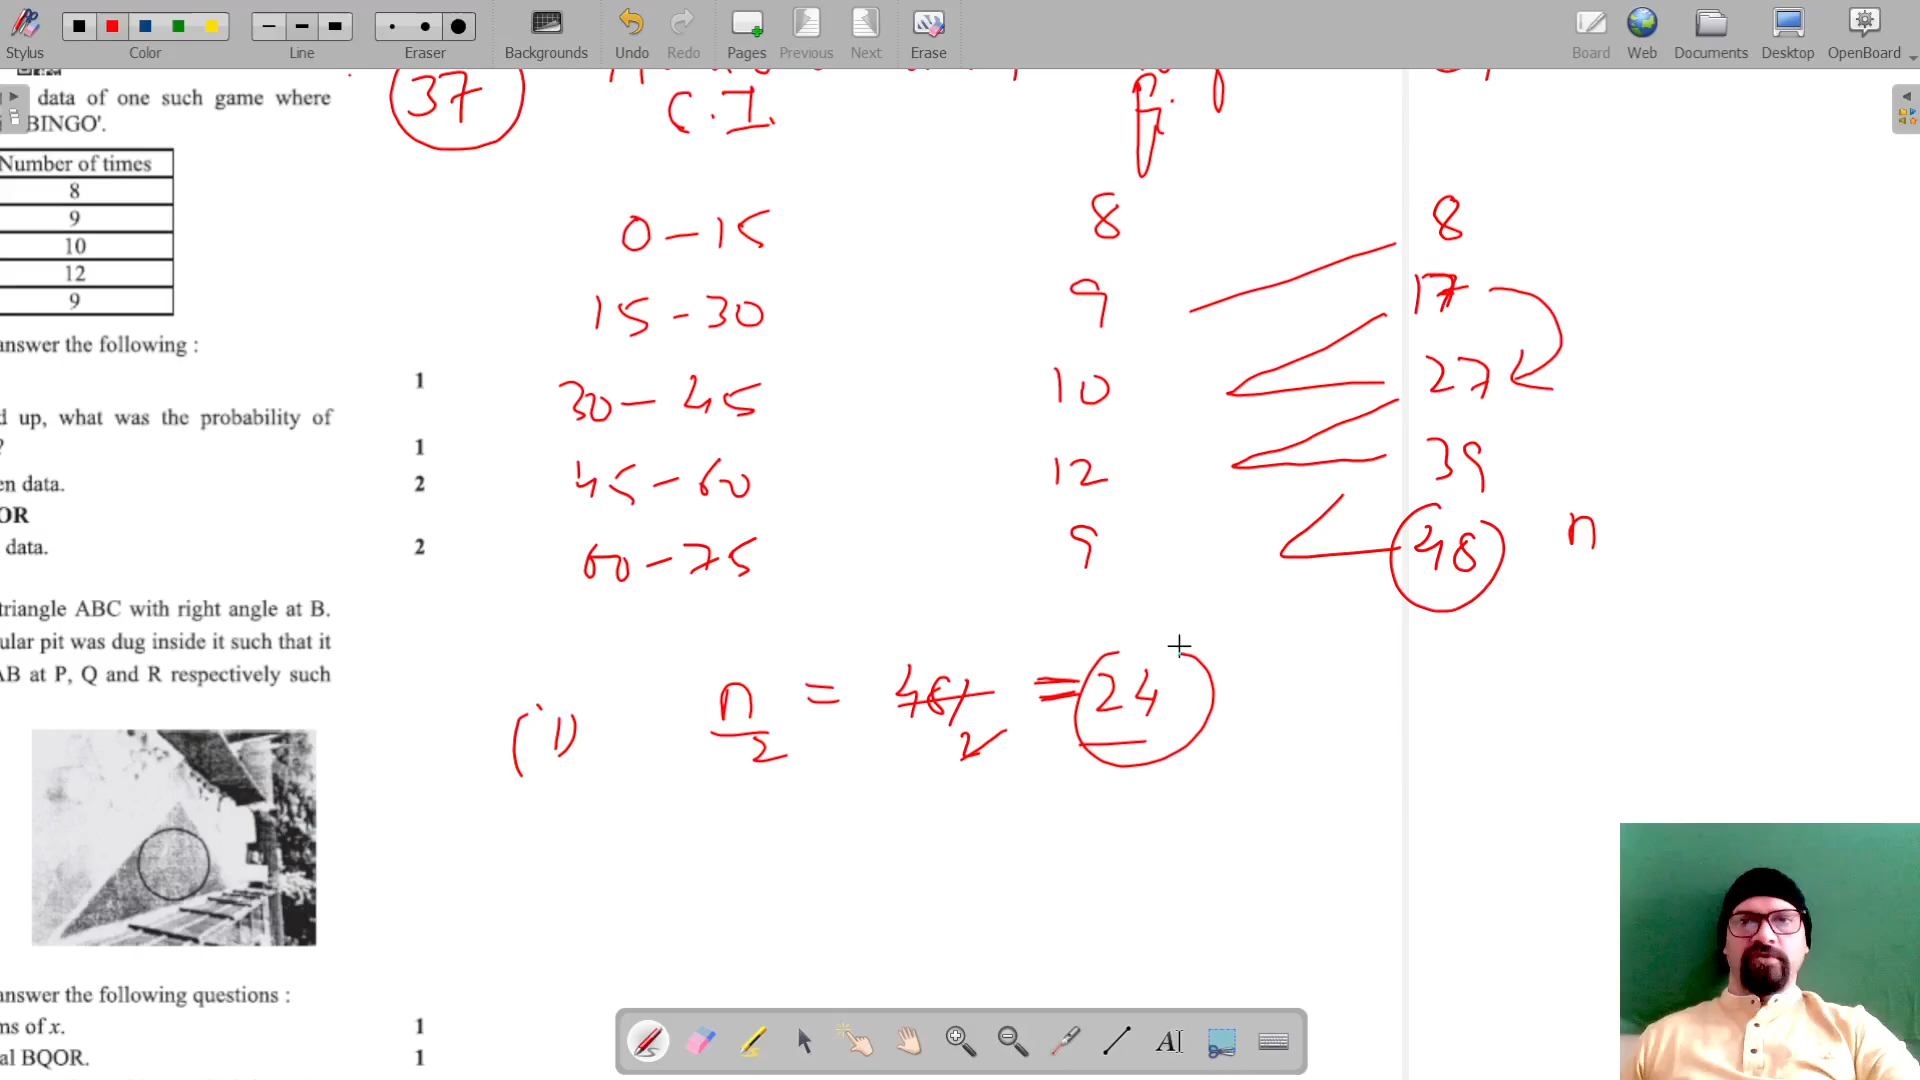 Stylus
Color
Line
Eraser
Backgrounds
Undo
Redo
Pages
Previous
Next
Erase
Board
Web
Documents
Desktop
OpenBoard
data of one such game where
BINGO'.
Number of times
8
9
10
12
9
answer the following :
1
d up, what was the probability of
?
1
en data.
2
OR
data.
2
triangle ABC with right angle at B.
ular pit was dug inside it such that it
AB at P, Q and R respectively such
answer the following questions :
ms of x.
1
al BQOR.
1
37
C.I.
0 – 15 8 8
15 – 30 9 17
30 – 45 10 27
45 – 60 12 39
60 – 75 9 48 n
(i) n/2 = 48/2 = 24
AI